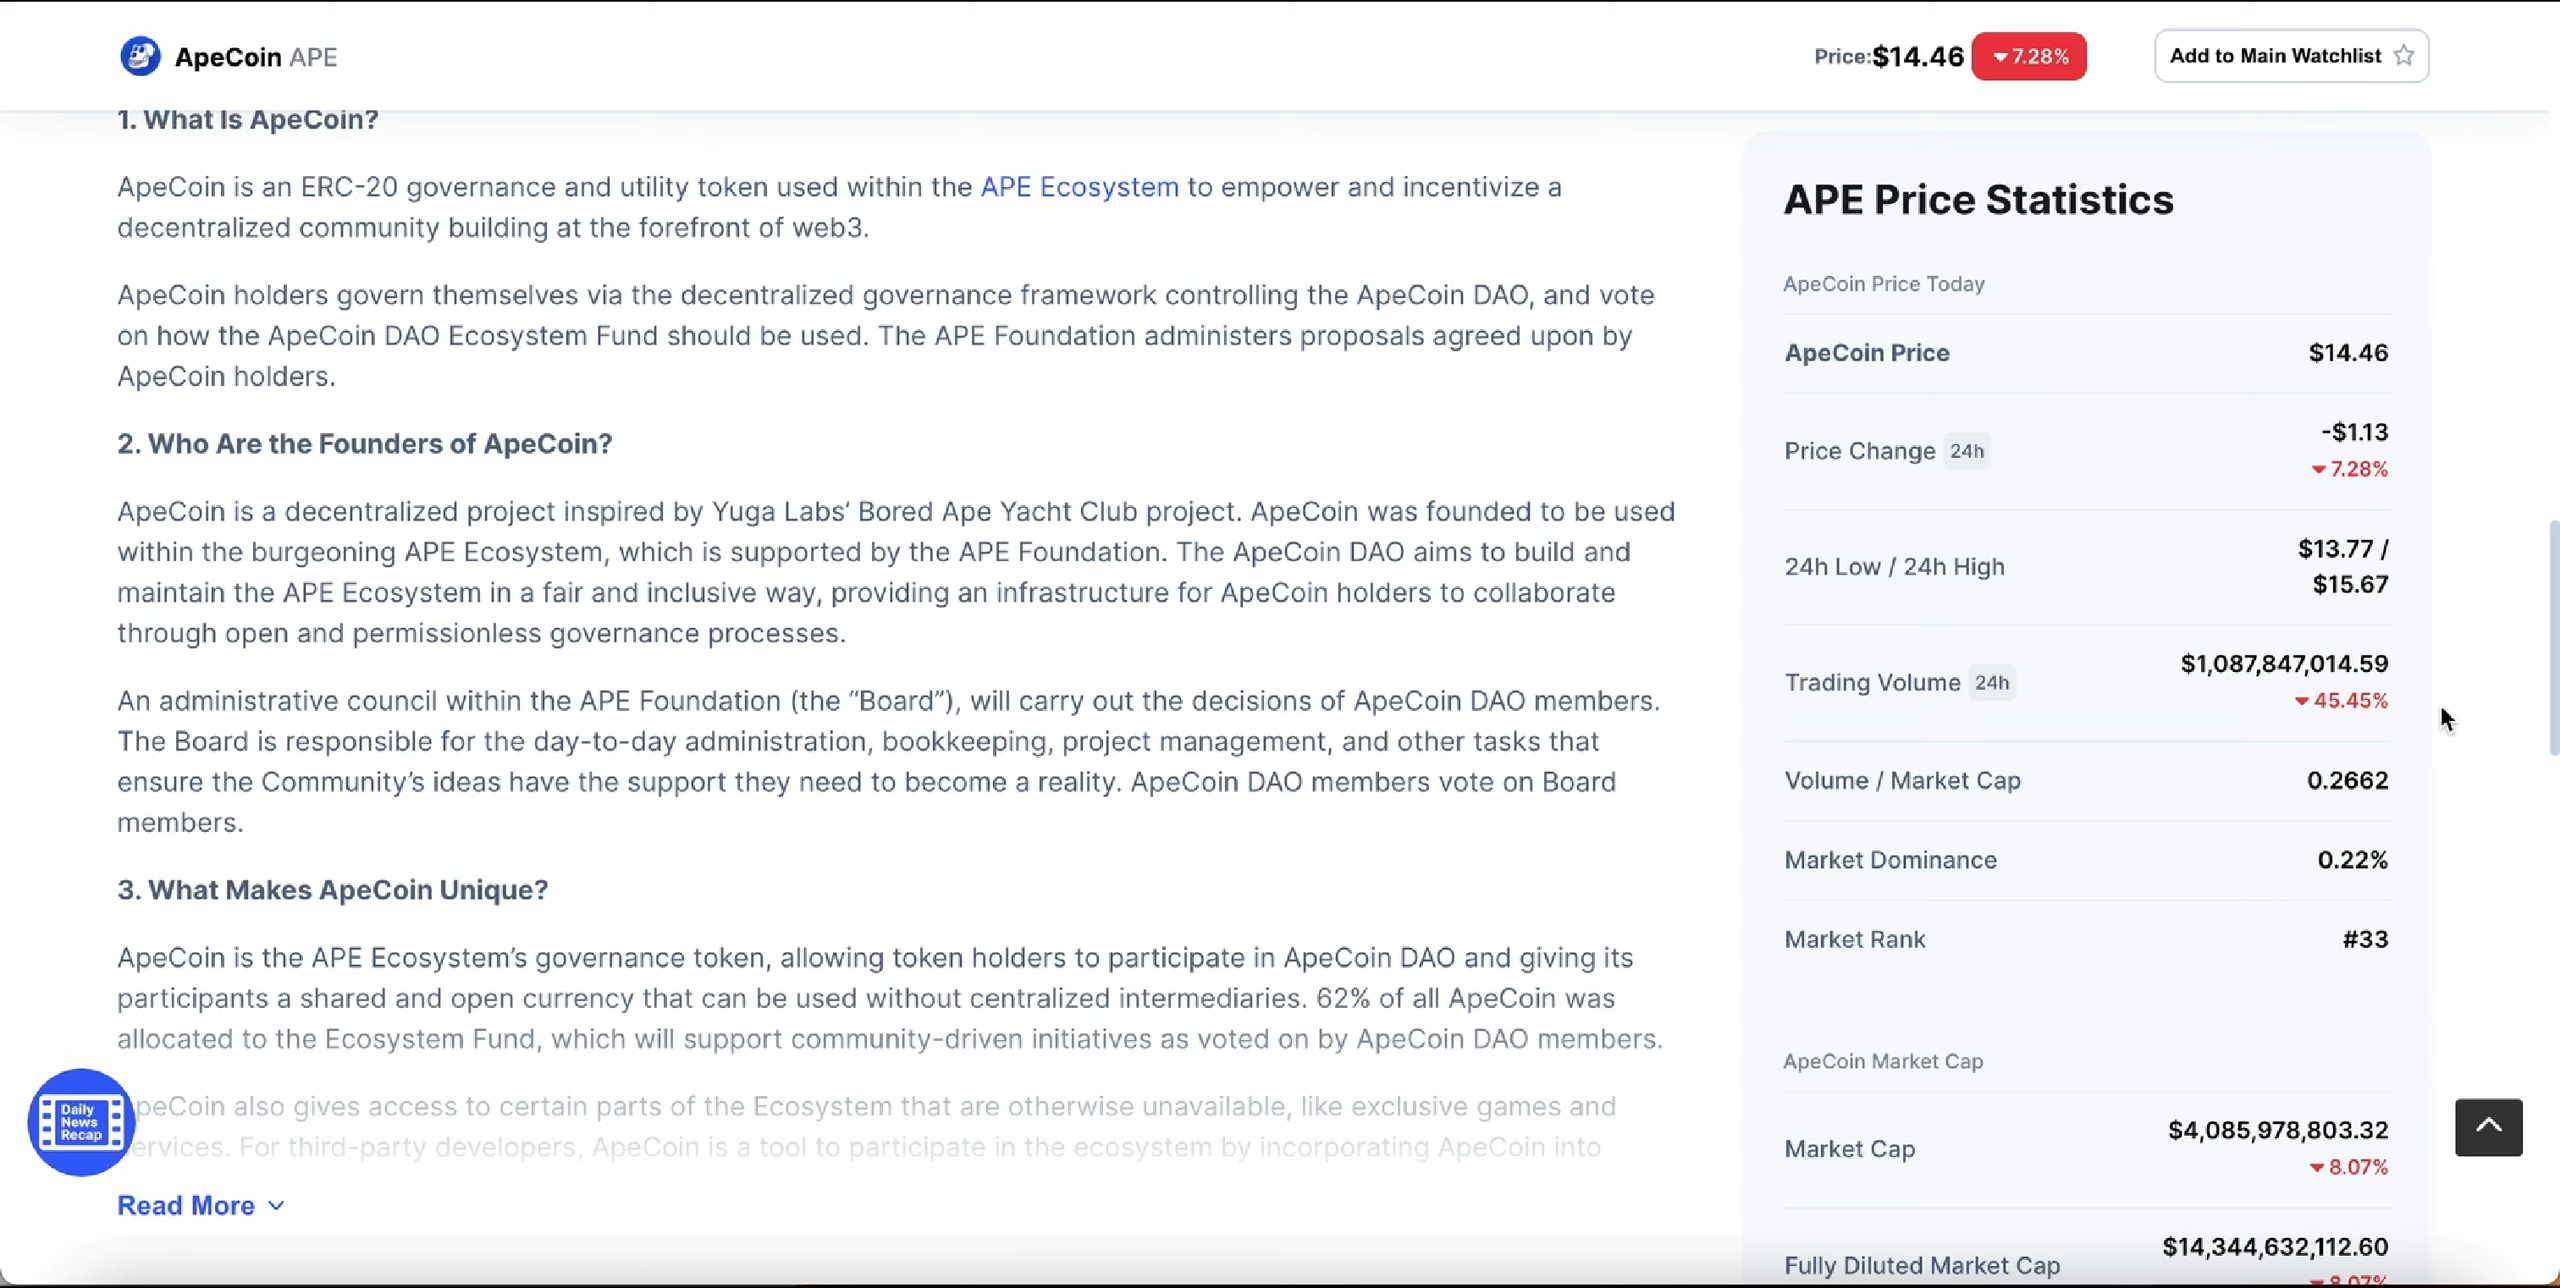 ApeCoin APE
Price:$14.46 7.28%
Add to Main Watchlist
1. What Is ApeCoin?
ApeCoin is an ERC-20 governance and utility token used within the APE Ecosystem to empower and incentivize a
decentralized community building at the forefront of web3.
ApeCoin holders govern themselves via the decentralized governance framework controlling the ApeCoin DAO, and vote
on how the ApeCoin DAO Ecosystem Fund should be used. The APE Foundation administers proposals agreed upon by
ApeCoin holders.
2. Who Are the Founders of ApeCoin?
ApeCoin is a decentralized project inspired by Yuga Labs’ Bored Ape Yacht Club project. ApeCoin was founded to be used
within the burgeoning APE Ecosystem, which is supported by the APE Foundation. The ApeCoin DAO aims to build and
maintain the APE Ecosystem in a fair and inclusive way, providing an infrastructure for ApeCoin holders to collaborate
through open and permissionless governance processes.
An administrative council within the APE Foundation (the “Board”), will carry out the decisions of ApeCoin DAO members.
The Board is responsible for the day-to-day administration, bookkeeping, project management, and other tasks that
ensure the Community’s ideas have the support they need to become a reality. ApeCoin DAO members vote on Board
members.
3. What Makes ApeCoin Unique?
ApeCoin is the APE Ecosystem’s governance token, allowing token holders to participate in ApeCoin DAO and giving its
participants a shared and open currency that can be used without centralized intermediaries. 62% of all ApeCoin was
allocated to the Ecosystem Fund, which will support community-driven initiatives as voted on by ApeCoin DAO members.
peCoin also gives access to certain parts of the Ecosystem that are otherwise unavailable, like exclusive games and
ervices. For third-party developers, ApeCoin is a tool to participate in the ecosystem by incorporating ApeCoin into
Daily
News
Recap
Read More
APE Price Statistics
ApeCoin Price Today
ApeCoin Price $14.46
Price Change 24h -$1.13
7.28%
24h Low / 24h High $13.77 /
$15.67
Trading Volume 24h $1,087,847,014.59
45.45%
Volume / Market Cap 0.2662
Market Dominance 0.22%
Market Rank #33
ApeCoin Market Cap
Market Cap $4,085,978,803.32
8.07%
Fully Diluted Market Cap $14,344,632,112.60
8.07%